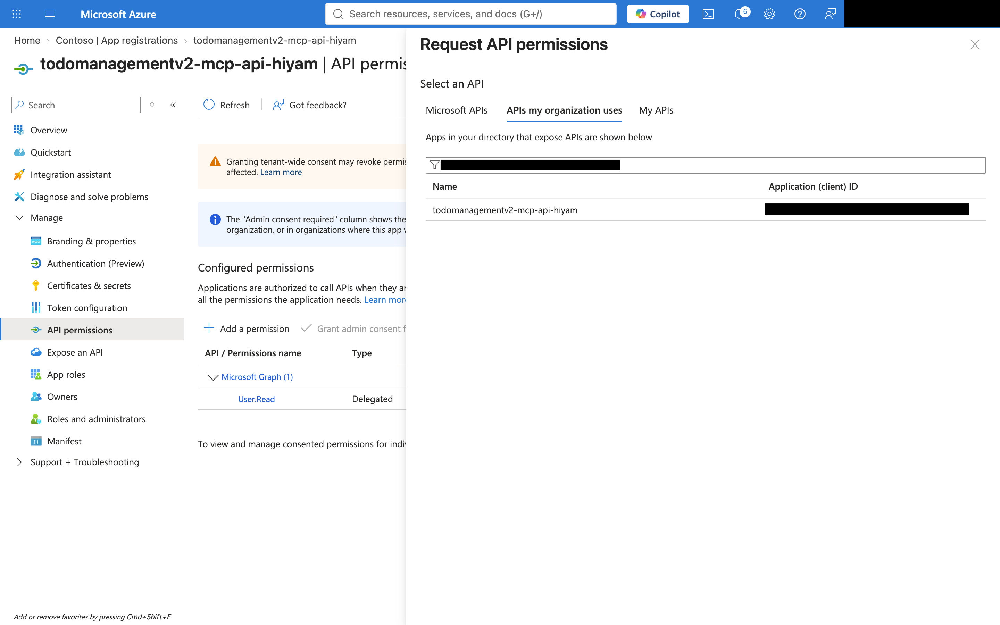 Microsoft Azure
Search resources, services, and docs (G+/)
Copilot
6
Home > Contoso | App registrations > todomanagementv2-mcp-api-hiyam
todomanagementv2-mcp-api-hiyam | API permis
Search
Overview
Quickstart
Integration assistant
Diagnose and solve problems
Manage
Branding & properties
Authentication (Preview)
Certificates & secrets
Token configuration
API permissions
Expose an API
App roles
Owners
Roles and administrators
Manifest
Support + Troubleshooting
Add or remove favorites by pressing Cmd+Shift+F
Refresh
Got feedback?
Granting tenant-wide consent may revoke permis
affected. Learn more
The "Admin consent required" column shows the
organization, or in organizations where this app w
Configured permissions
Applications are authorized to call APIs when they ar
all the permissions the application needs. Learn more
Add a permission
Grant admin consent f
API / Permissions name Type
Microsoft Graph (1)
User.Read Delegated
To view and manage consented permissions for indiv
Request API permissions
Select an API
Microsoft APIs
APIs my organization uses
My APIs
Apps in your directory that expose APIs are shown below
Name Application (client) ID
todomanagementv2-mcp-api-hiyam